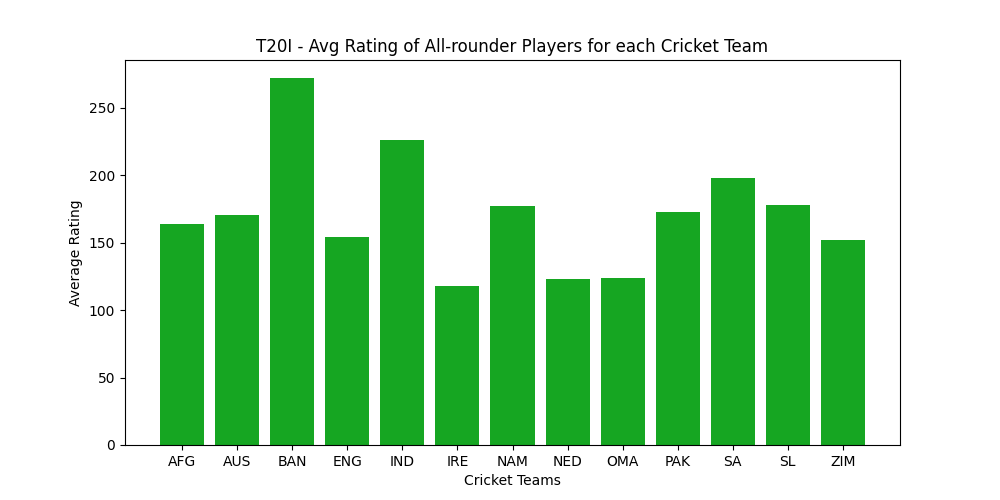 T20I - Avg Rating of All-rounder Players for each Cricket Team
250
200
150
100
50
0
Average Rating
AFG AUS BAN ENG IND IRE NAM NED OMA PAK SA SL ZIM
Cricket Teams